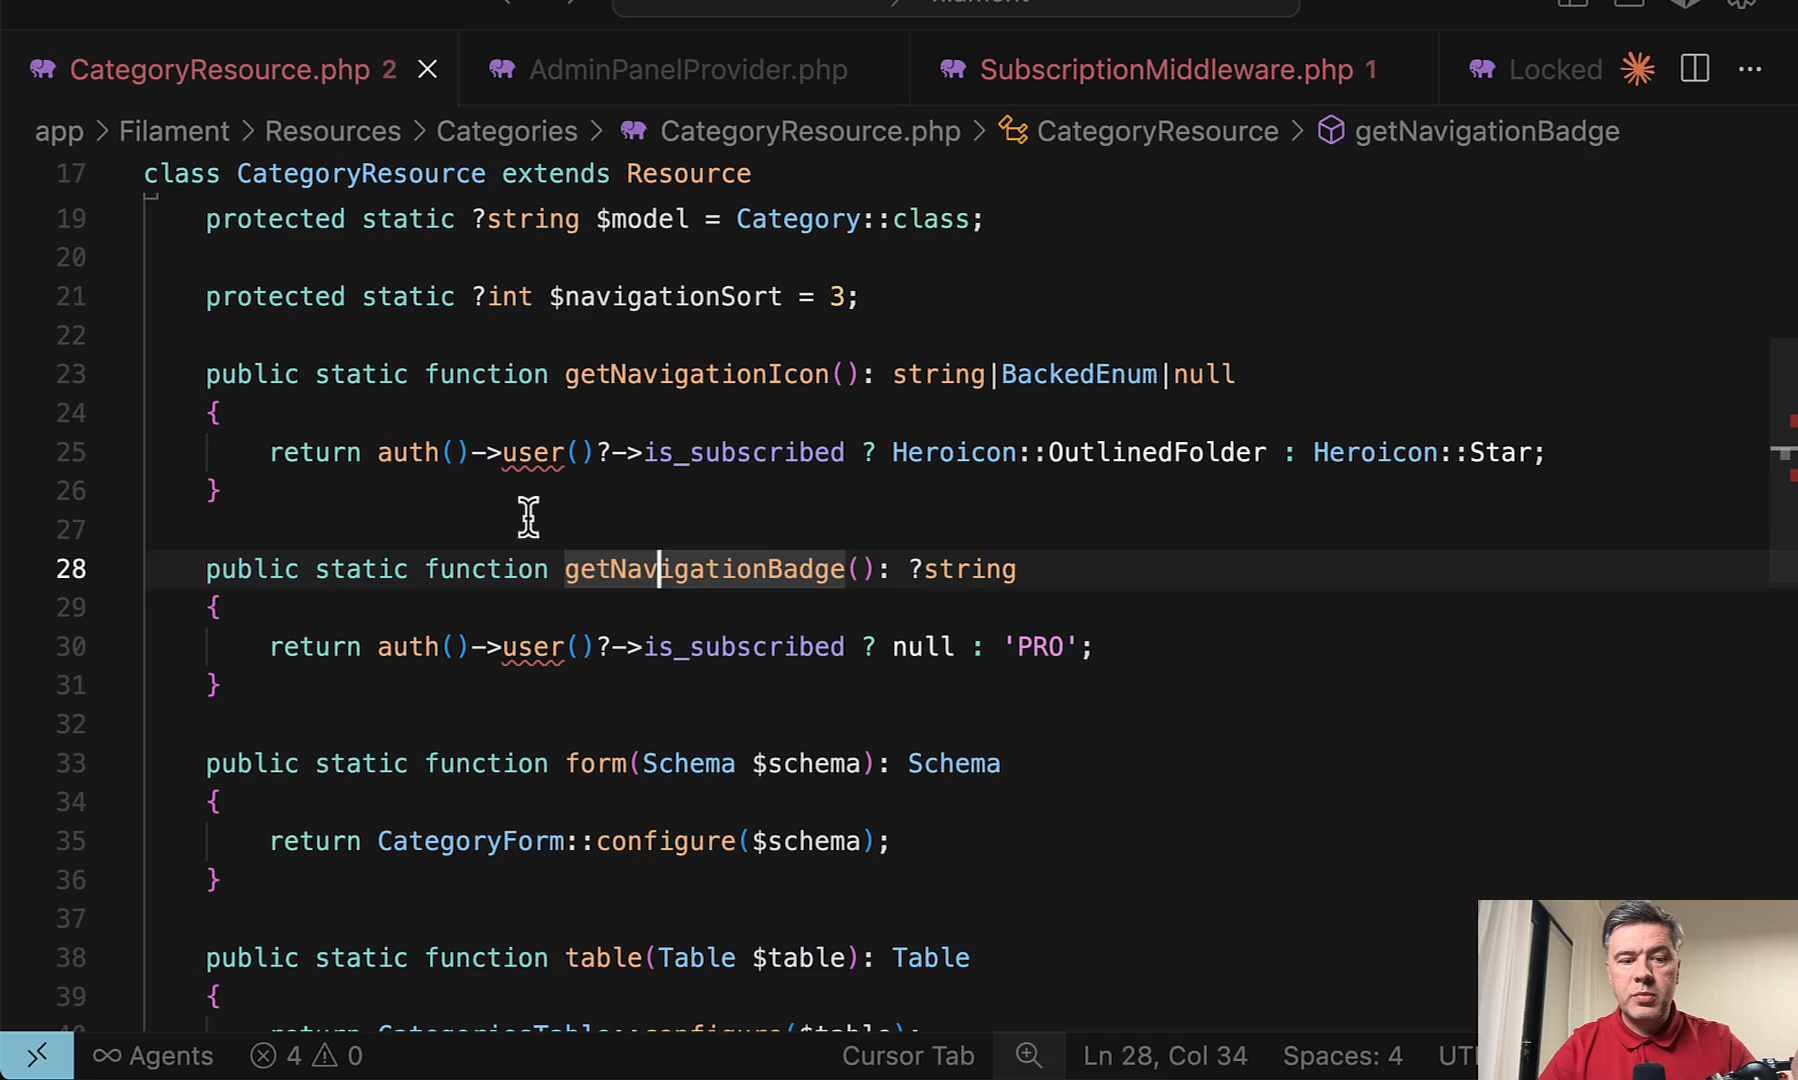 CategoryResource.php 2
AdminPanelProvider.php
SubscriptionMiddleware.php 1
Locked
app > Filament > Resources > Categories > CategoryResource.php > CategoryResource > getNavigationBadge
17 class CategoryResource extends Resource
19 protected static ?string $model = Category::class;
20
21 protected static ?int $navigationSort = 3;
22
23 public static function getNavigationIcon(): string|BackedEnum|null
24 {
25 return auth()->user()?->is_subscribed ? Heroicon::OutlinedFolder : Heroicon::Star;
26 }
27
28 public static function getNavigationBadge(): ?string
29 {
30 return auth()->user()?->is_subscribed ? null : 'PRO';
31 }
32
33 public static function form(Schema $schema): Schema
34 {
35 return CategoryForm::configure($schema);
36 }
37
38 public static function table(Table $table): Table
39 {
return CategoriesTable::configure($table);
Agents 4 0 Cursor Tab Ln 28, Col 34 Spaces: 4